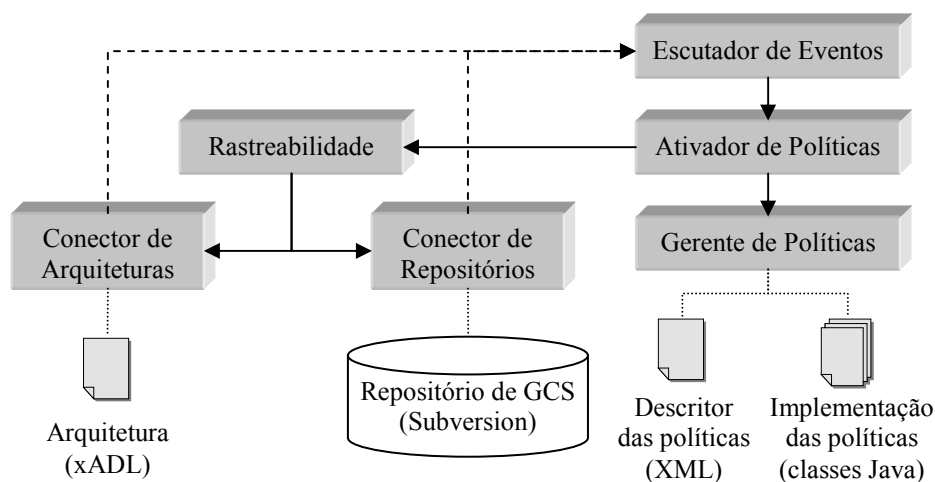 Escutador de Eventos
Rastreabilidade
Ativador de Políticas
Conector de
Arquiteturas
Conector de
Repositórios
Gerente de Políticas
Arquitetura
(xADL)
Repositório de GCS
(Subversion)
Descritor
das políticas
(XML)
Implementação
das políticas
(classes Java)